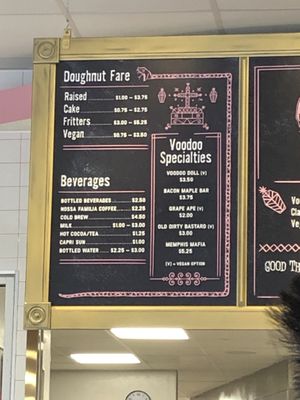 Doughnut Fare
Raised $1.00 - $3.75
Cake $0.75 - $2.75
Fritters $3.00 - $5.25
Vegan $0.75 - $3.50
Beverages
BOTTLED BEVERAGES $2.50
NOSSA FAMILIA COFFEE $2.25
COLD BREW $4.50
MILK $1.00 - $3.00
HOT COCOA/TEA $1.25
CAPRI SUN $1.00
BOTTLED WATER $2.25 - $3.00
Voodoo
Specialties
VOODOO DOLL (V)
$3.50
BACON MAPLE BAR
$3.75
GRAPE APE (V)
$2.00
OLD DIRTY BASTARD (V)
$3.00
MEMPHIS MAFIA
$5.25
(V) = VEGAN OPTION
Voo
Cla
Ve
GOOD TH